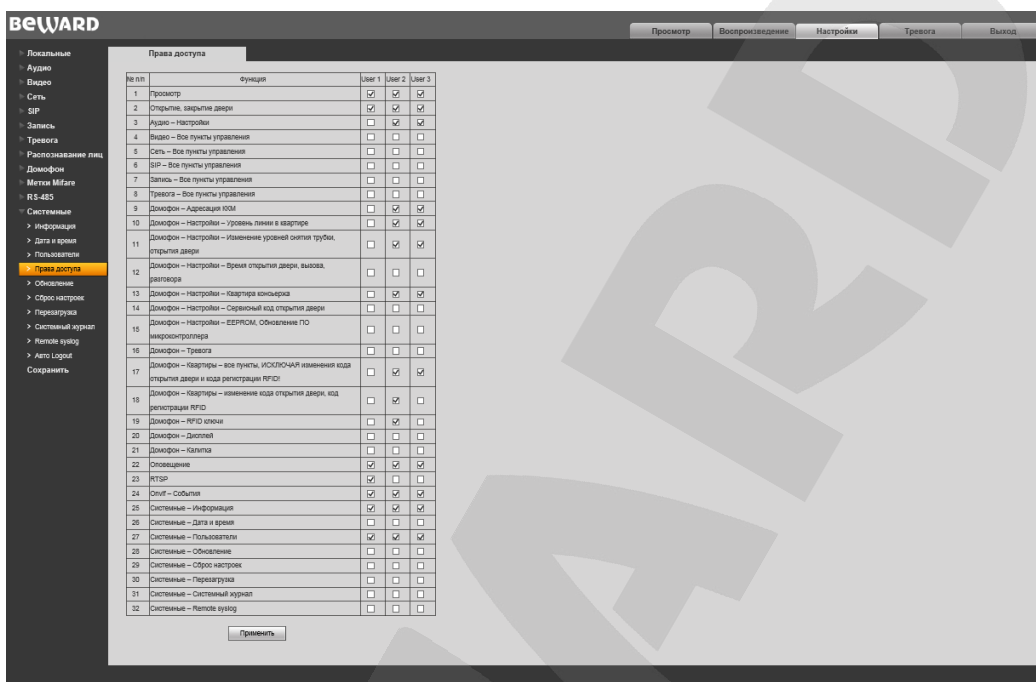 BEWARD
Просмотр Воспроизведение Настройки Тревога Выход
Локальные
Аудио
Видео
Сеть
SIP
Запись
Тревога
Распознавание лиц
Домофон
Метки Mifare
RS-485
Системные
> Информация
> Дата и время
> Пользователи
> Права доступа
> Обновление
> Сброс настроек
> Перезагрузка
> Системный журнал
> Remote syslog
> Авто Logout
Сохранить
Права доступа
№ п/п Функция User 1 User 2 User 3
1 Просмотр
2 Открытие, закрытие двери
3 Аудио – Настройки
4 Видео – Все пункты управления
5 Сеть – Все пункты управления
6 SIP – Все пункты управления
7 Запись – Все пункты управления
8 Тревога – Все пункты управления
9 Домофон – Адресация ККМ
10 Домофон – Настройки – Уровень линии в квартире
11 Домофон – Настройки – Изменение уровней снятия трубки,
открытия двери
12 Домофон – Настройки – Время открытия двери, вызова,
разговора
13 Домофон – Настройки – Квартира консьержа
14 Домофон – Настройки – Сервисный код открытия двери
15 Домофон – Настройки – EEPROM, Обновление ПО
микроконтроллера
16 Домофон – Тревога
17 Домофон – Квартиры – все пункты, ИСКЛЮЧАЯ изменения кода
открытия двери и кода регистрации RFID!
18 Домофон – Квартиры – изменение кода открытия двери, код
регистрации RFID
19 Домофон – RFID ключи
20 Домофон – Дисплей
21 Домофон – Калитка
22 Оповещение
23 RTSP
24 Onvif – События
25 Системные – Информация
26 Системные – Дата и время
27 Системные – Пользователи
28 Системные – Обновление
29 Системные – Сброс настроек
30 Системные – Перезагрузка
31 Системные – Системный журнал
32 Системные – Remote syslog
Применить